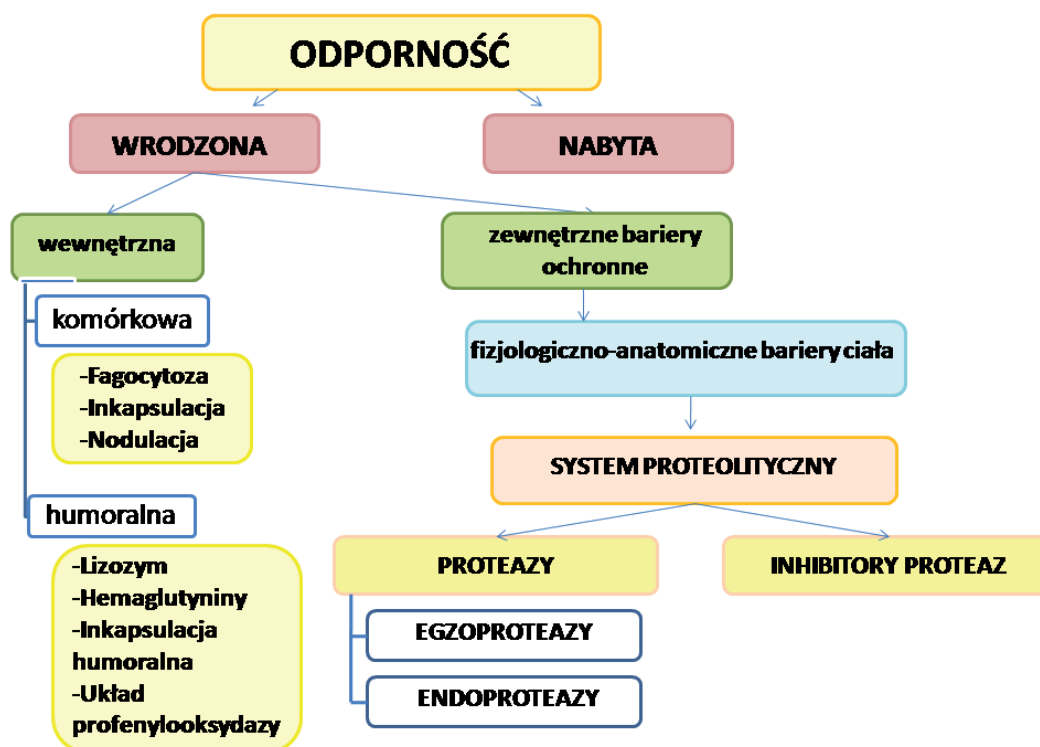 ODPORNOŚĆ
WRODZONA
NABYTA
wewnętrzna
zewnętrzne bariery
ochronne
komórkowa
-Fagocytoza
-Inkapsulacja
-Nodulacja
humoralna
-Lizozym
-Hemaglutyniny
-Inkapsulacja
humoralna
-Układ
profenylooksydazy
fizjologiczno-anatomiczne bariery ciała
SYSTEM PROTEOLITYCZNY
PROTEAZY
INHIBITORY PROTEAZ
EGZOPROTEAZY
ENDOPROTEAZY